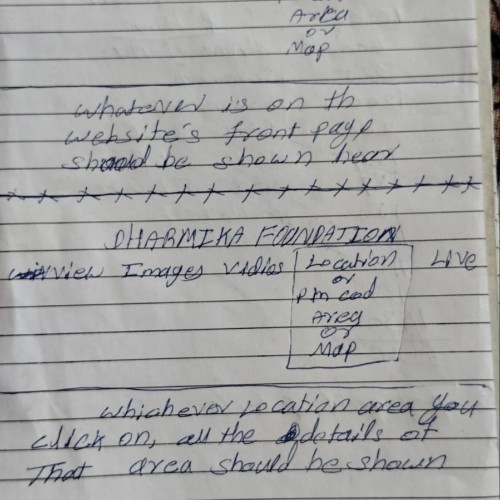 Area
or
Map
whatever is on th
website's front page
should be shown hear
DHARMIKA FOUNDATION
view Images vidios Location Live
or
Pin cod
Area
or
Map
whichever Location area you
click on, all the details of
That area should be shown